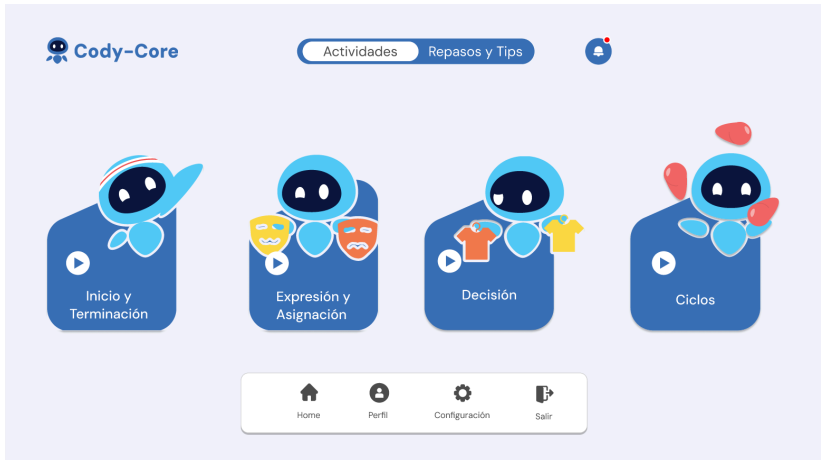 Cody-Core
Actividades
Repasos y Tips
Inicio y
Terminación
Expresión y
Asignación
Decisión
Ciclos
Home
Perfil
Configuración
Salir